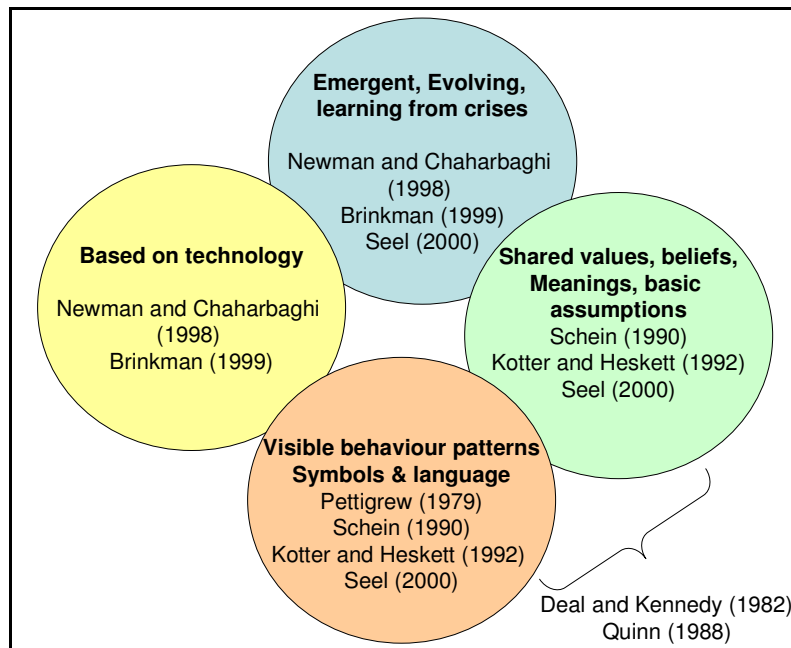 Emergent, Evolving,
learning from crises
Newman and Chaharbaghi
(1998)
Brinkman (1999)
Seel (2000)
Based on technology
Newman and Chaharbaghi
(1998)
Brinkman (1999)
Shared values, beliefs,
Meanings, basic
assumptions
Schein (1990)
Kotter and Heskett (1992)
Seel (2000)
Visible behaviour patterns
Symbols & language
Pettigrew (1979)
Schein (1990)
Kotter and Heskett (1992)
Seel (2000)
Deal and Kennedy (1982)
Quinn (1988)